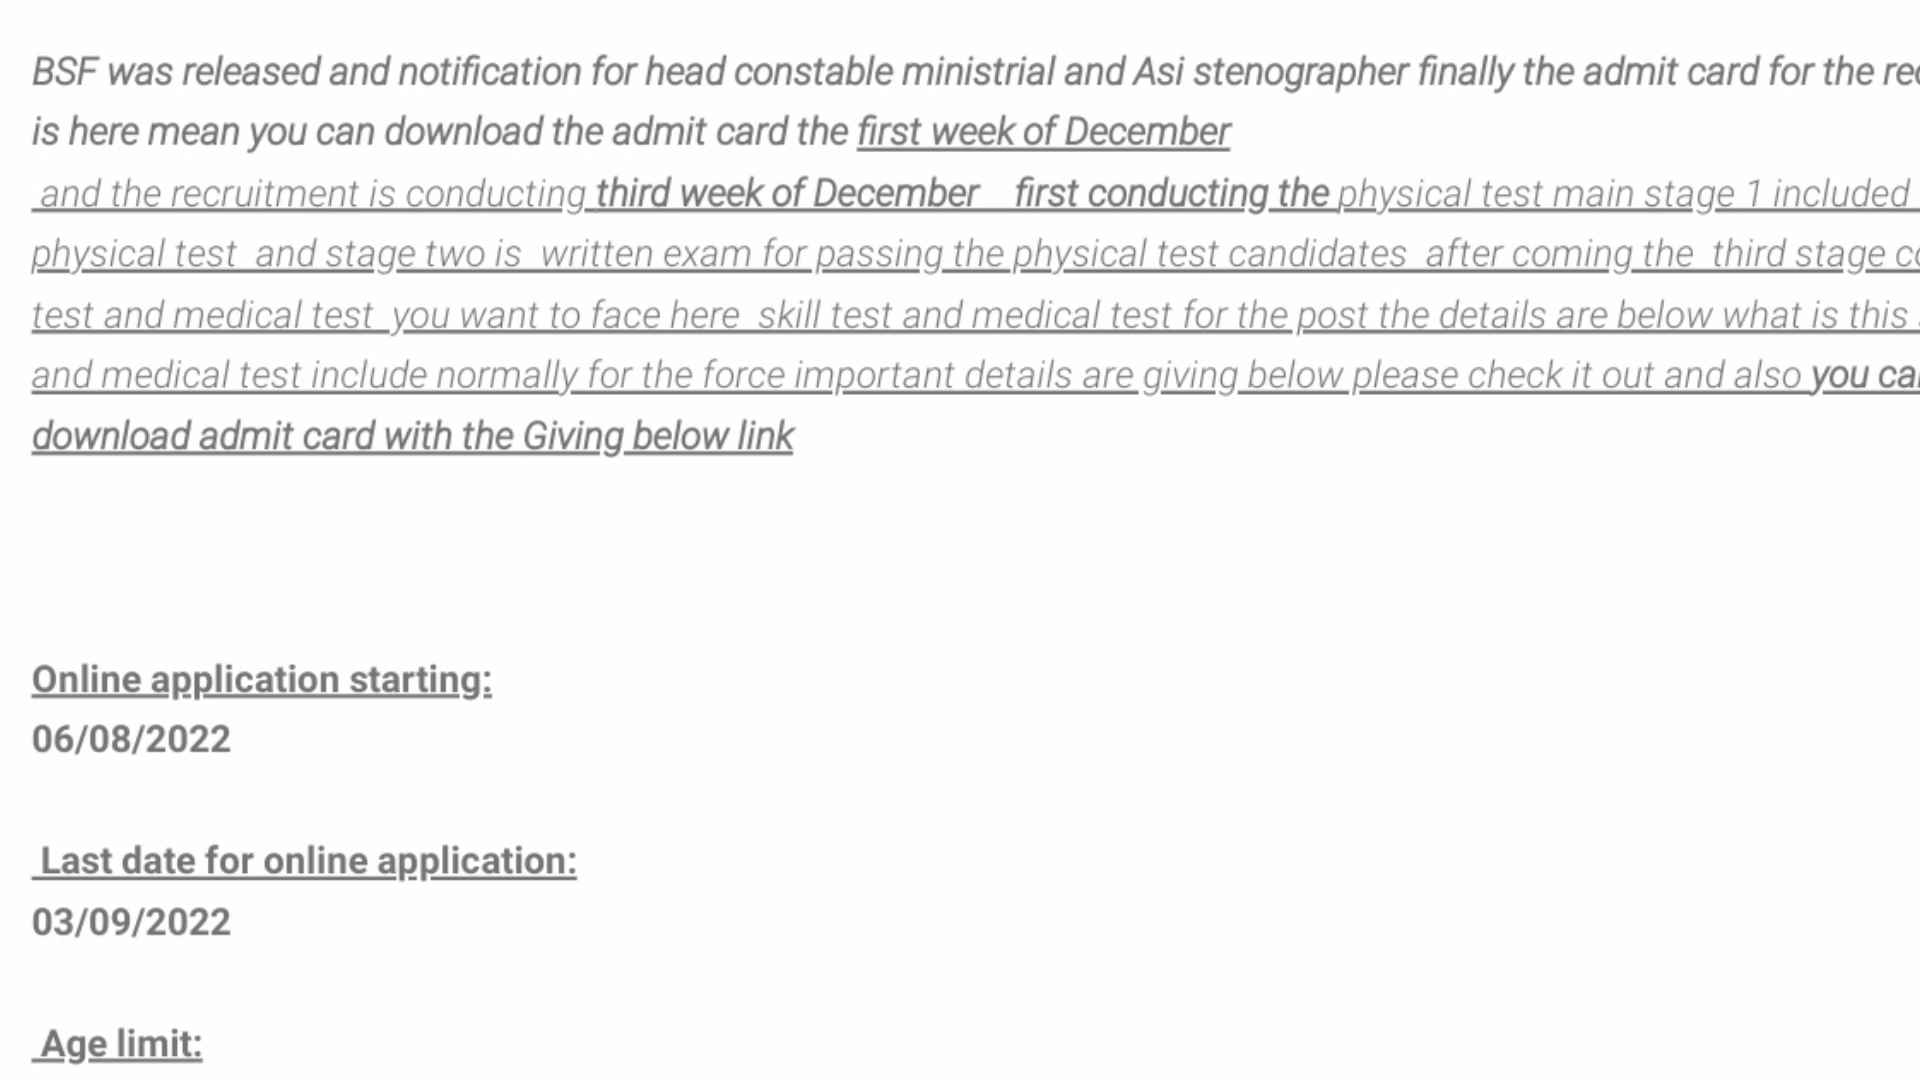 BSF was released and notification for head constable ministrial and Asi stenographer finally the admit card for the
is here mean you can download the admit card the first week of December
and the recruitment is conducting third week of December first conducting the physical test main stage 1 included
physical test and stage two is written exam for passing the physical test candidates after coming the third stage
test and medical test you want to face here skill test and medical test for the post the details are below what is this
and medical test include normally for the force important details are giving below please check it out and also you
download admit card with the Giving below link
Online application starting:
06/08/2022
Last date for online application:
03/09/2022
Age limit: